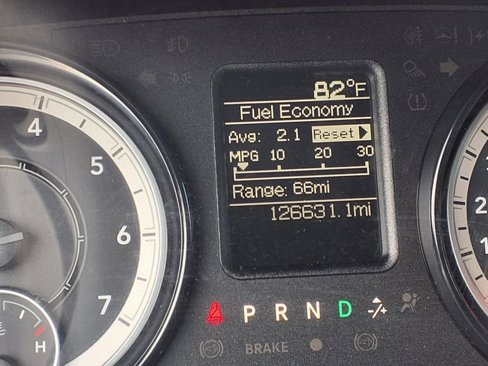 82°F
Fuel Economy
Avg: 2.1 Reset
MPG 10 20 30
Range: 66mi
126631.1mi
4
5
6
7
H
P R N D
BRAKE